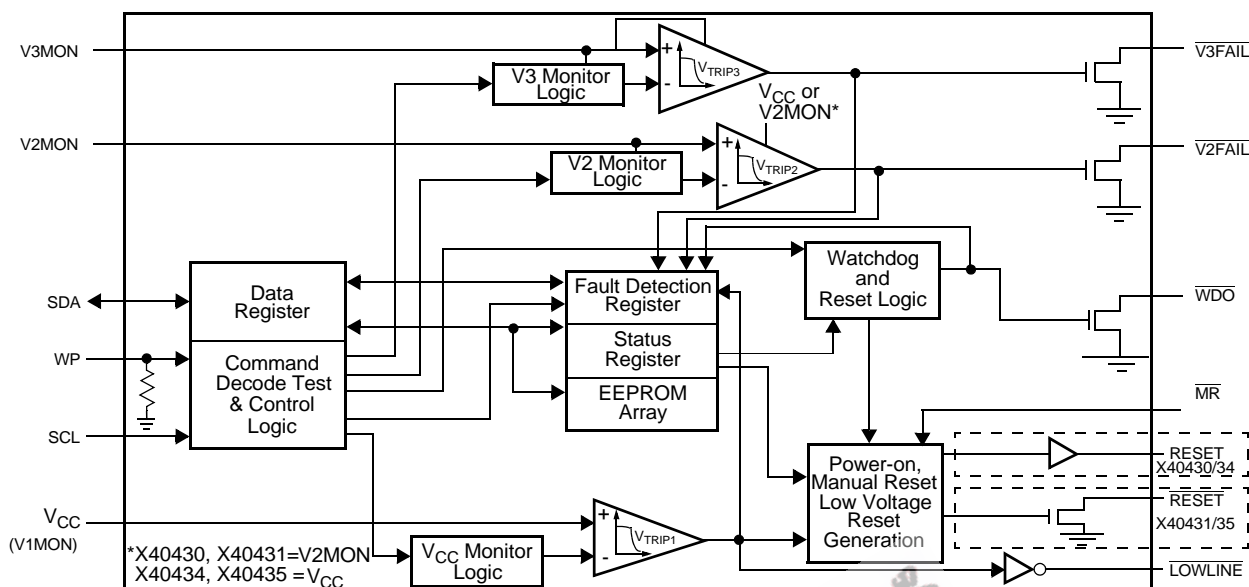 V3MON
V3 Monitor
Logic
+
-
VTRIP3
V3FAIL
VCC or
V2MON*
V2MON
V2 Monitor
Logic
+
-
VTRIP2
V2FAIL
SDA
WP
SCL
Data
Register
Command
Decode Test
& Control
Logic
Fault Detection
Register
Status
Register
EEPROM
Array
Watchdog
and
Reset Logic
WDO
MR
Power-on,
Manual Reset
Low Voltage
Reset
Generation
RESET
X40430/34
RESET
X40431/35
LOWLINE
VCC
(V1MON)
+
-
VTRIP1
VCC Monitor
Logic
*X40430, X40431=V2MON
X40434, X40435 =VCC